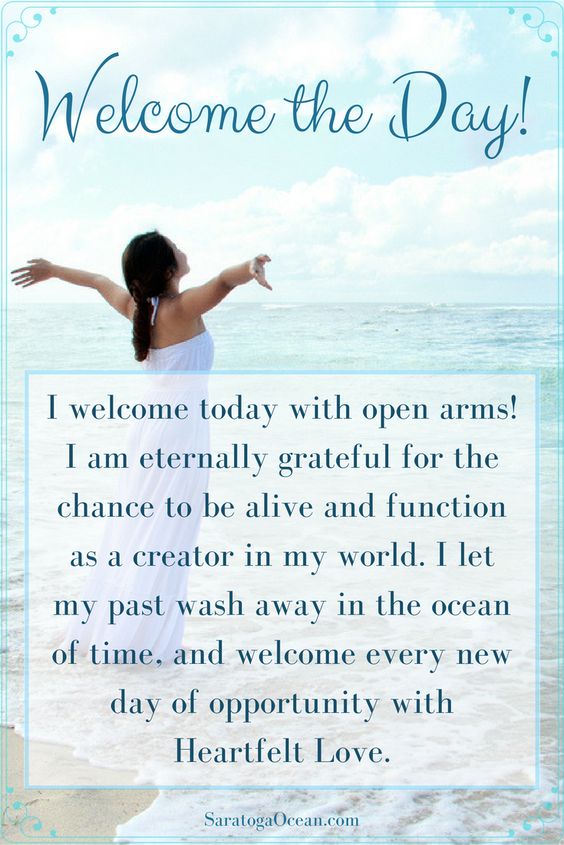 Welcome the Day!
I welcome today with open arms!
I am eternally grateful for the
chance to be alive and function
as a creator in my world. I let
my past wash away in the ocean
of time, and welcome every new
day of opportunity with
Heartfelt Love.
SaratogaOcean.com